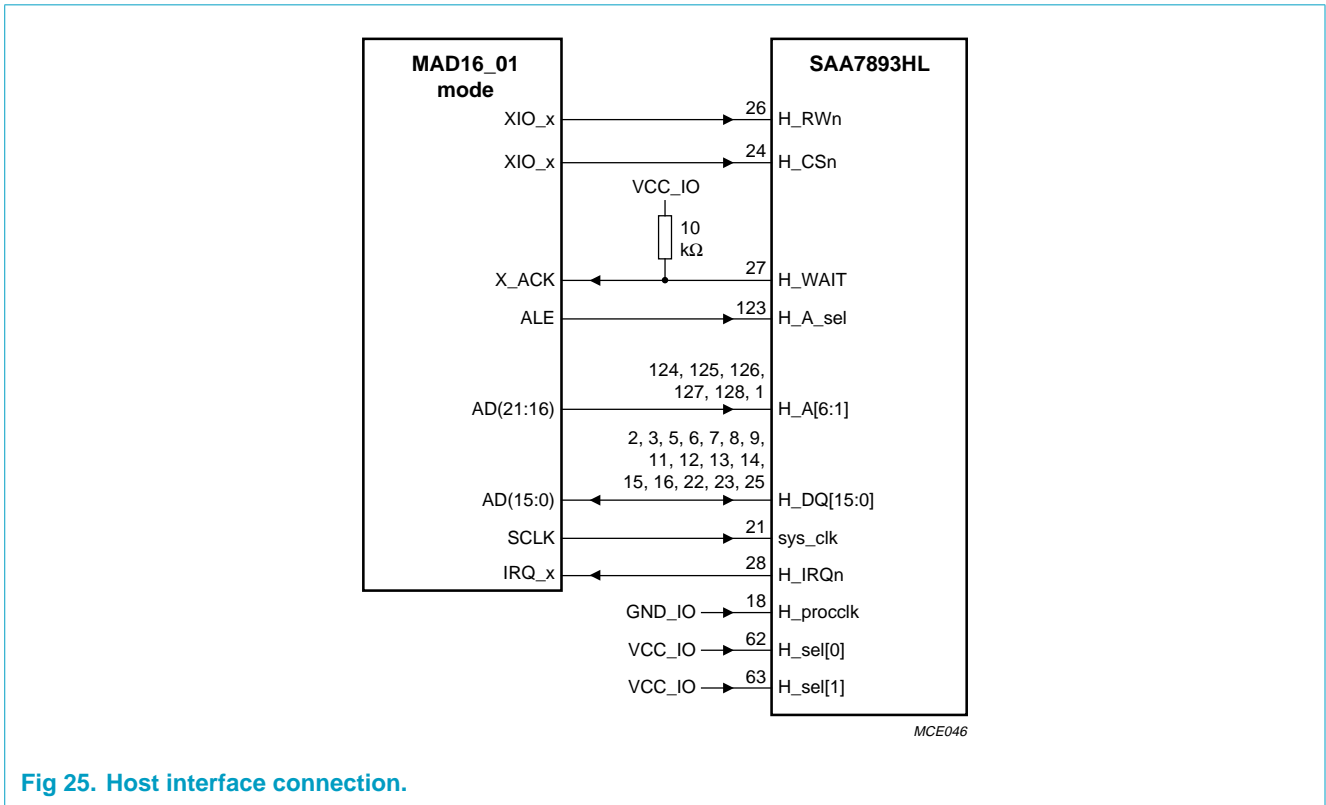 MAD16_01
mode
SAA7893HL
XIO_x
26
H_RWn
XIO_x
24
H_CSn
VCC_IO
10
kΩ
X_ACK
27
H_WAIT
ALE
123
H_A_sel
124, 125, 126,
127, 128, 1
AD(21:16)
H_A[6:1]
2, 3, 5, 6, 7, 8, 9,
11, 12, 13, 14,
15, 16, 22, 23, 25
AD(15:0)
H_DQ[15:0]
SCLK
21
sys_clk
IRQ_x
28
H_IRQn
GND_IO
18
H_procclk
VCC_IO
62
H_sel[0]
VCC_IO
63
H_sel[1]
MCE046
Fig 25. Host interface connection.